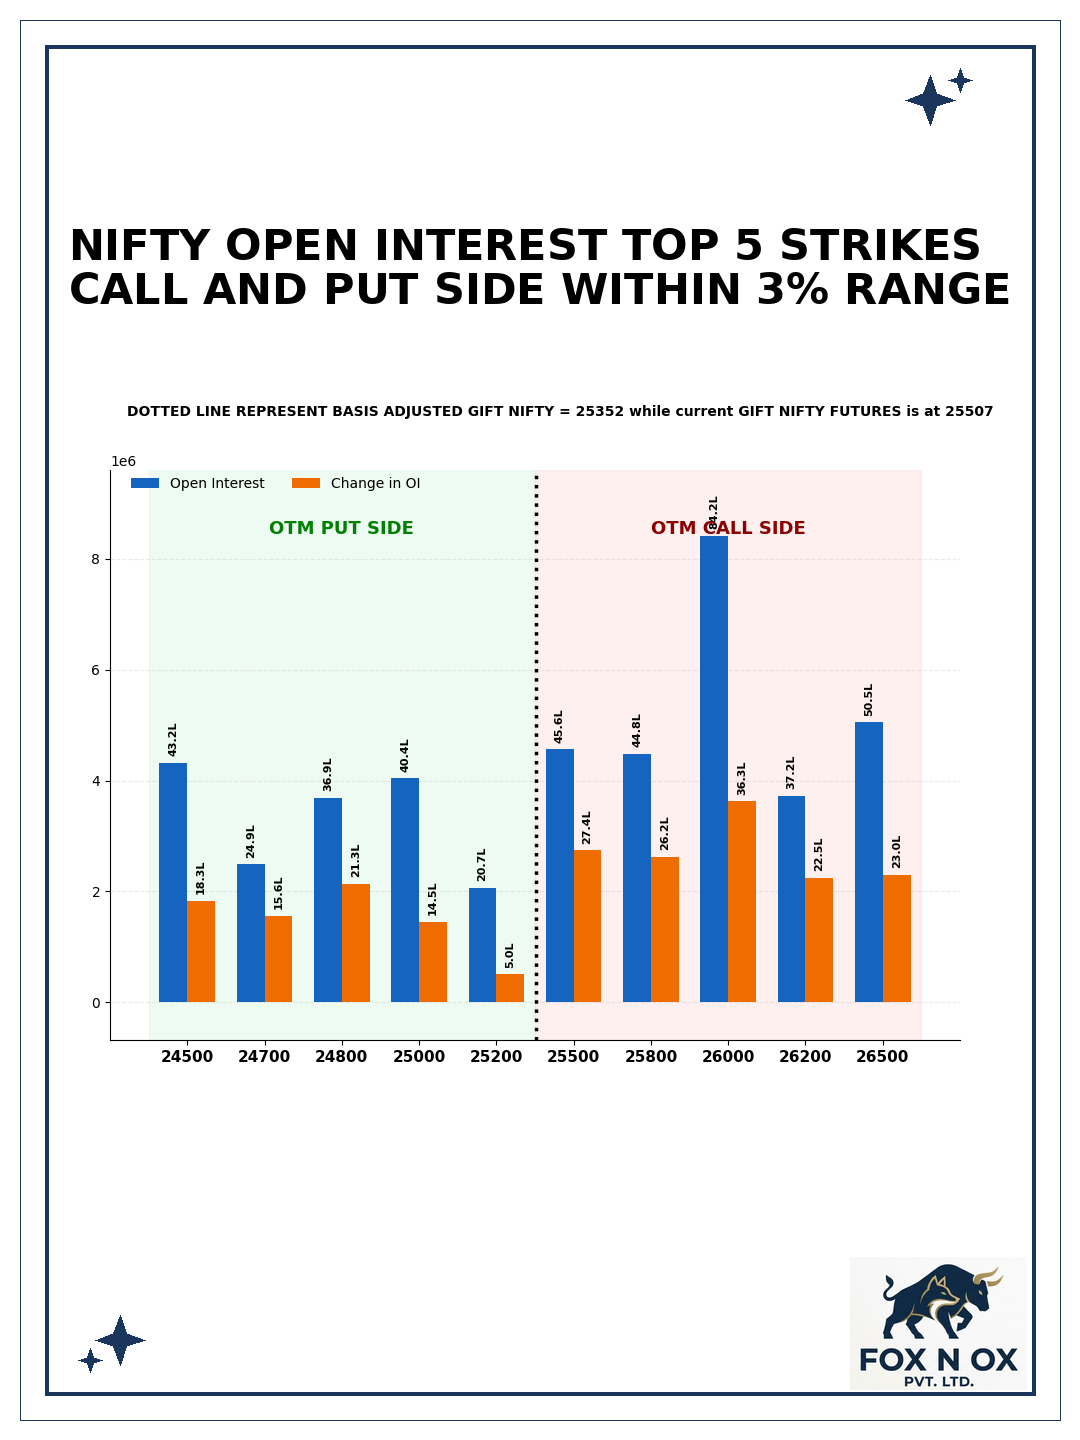 NIFTY OPEN INTEREST TOP 5 STRIKES
CALL AND PUT SIDE WITHIN 3% RANGE
DOTTED LINE REPRESENT BASIS ADJUSTED GIFT NIFTY = 25352 while current GIFT NIFTY FUTURES is at 25507
1e6
Open Interest
Change in OI
OTM PUT SIDE
OTM CALL SIDE
8
6
4
2
0
43.2L
18.3L
24.9L
15.6L
36.9L
21.3L
40.4L
14.5L
20.7L
5.0L
45.6L
27.4L
44.8L
26.2L
84.2L
36.3L
37.2L
22.5L
50.5L
23.0L
24500 24700 24800 25000 25200 25500 25800 26000 26200 26500
FOX N OX
PVT. LTD.